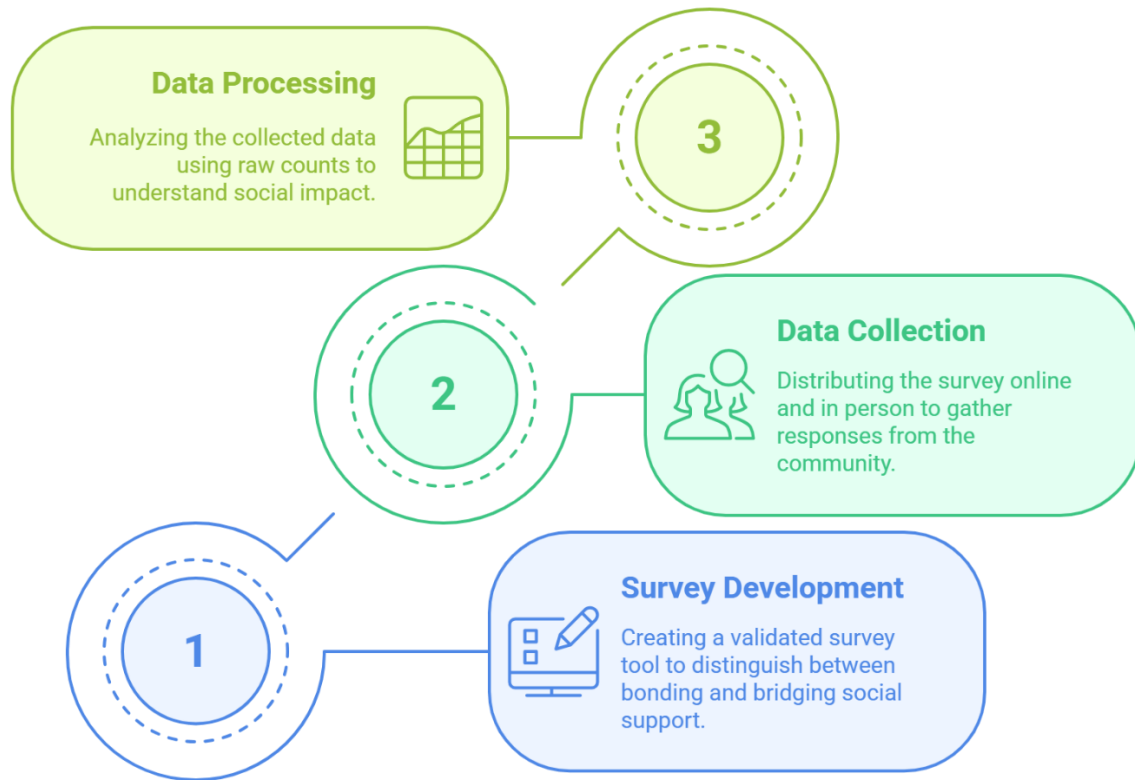 Data Processing
Analyzing the collected data
using raw counts to
understand social impact.
3
2
Data Collection
Distributing the survey online
and in person to gather
responses from the
community.
1
Survey Development
Creating a validated survey
tool to distinguish between
bonding and bridging social
support.